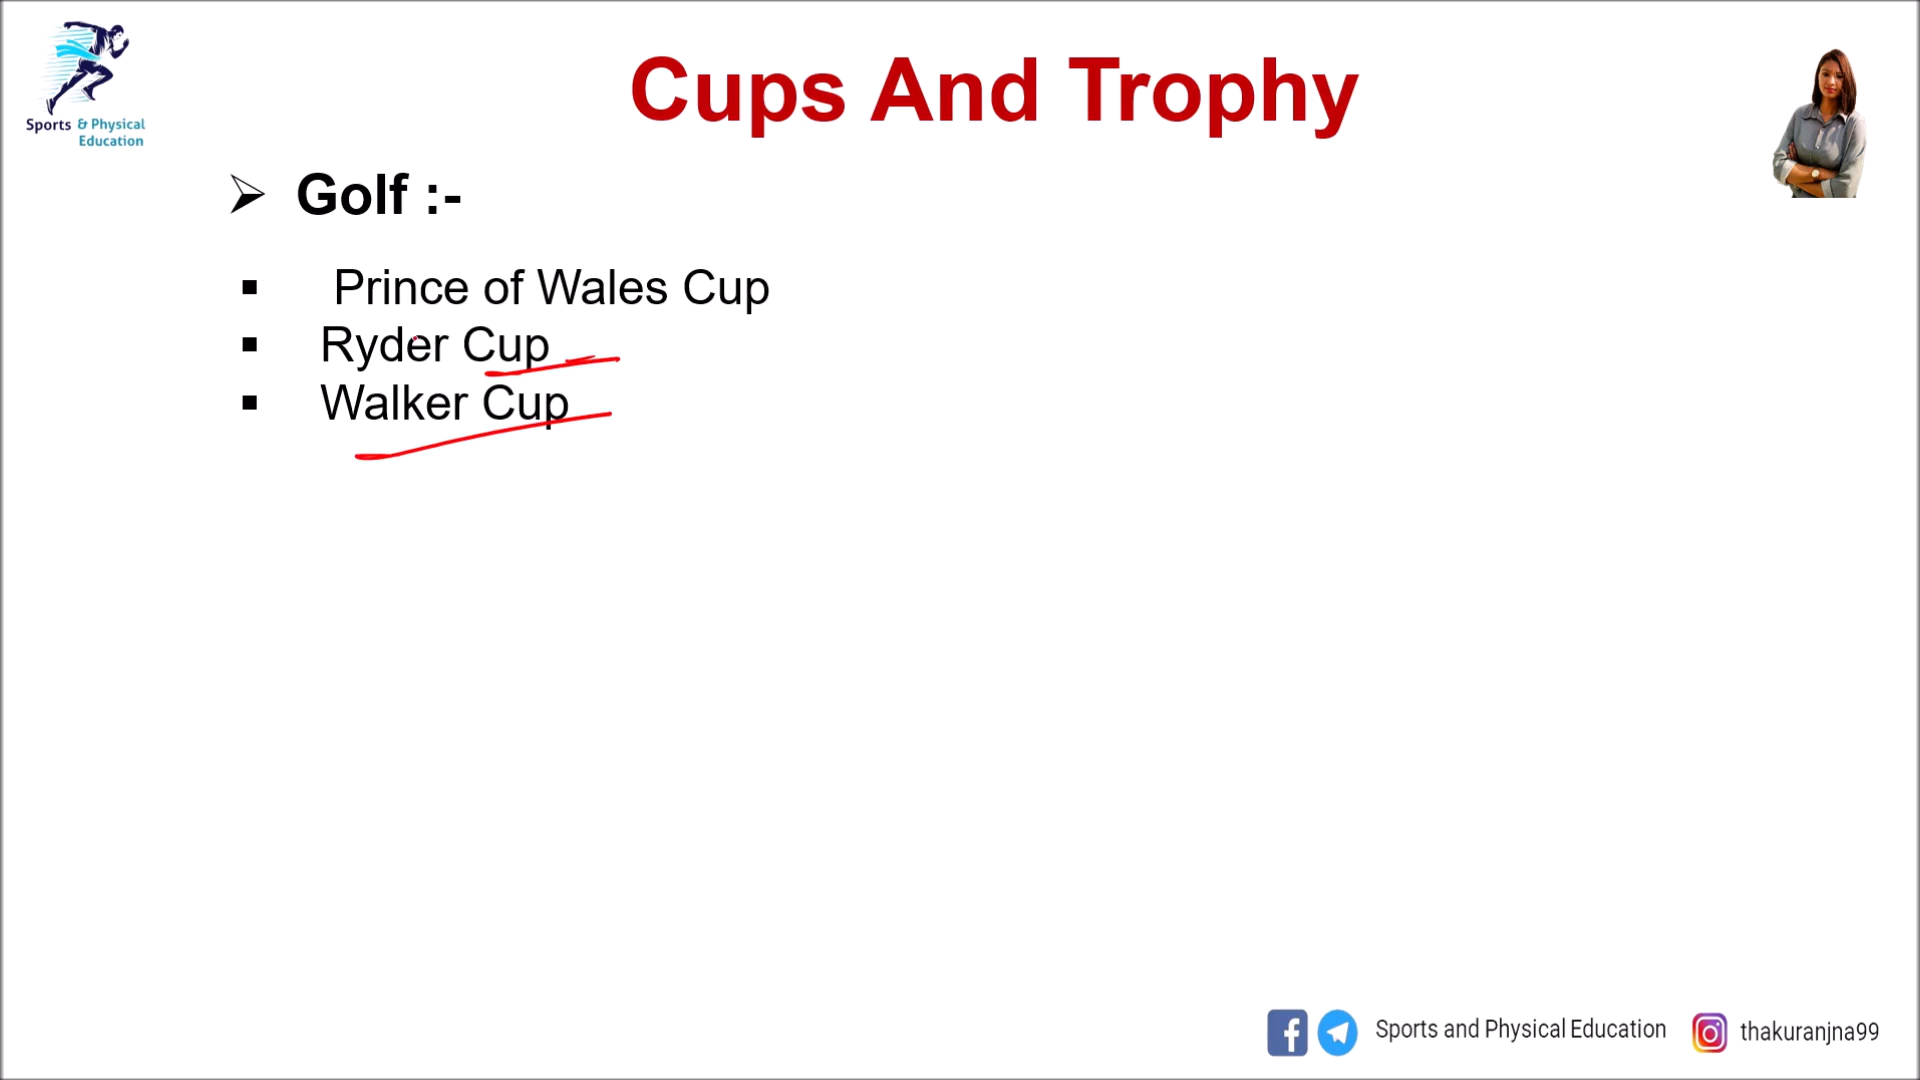 Sports & Physical
Education
Cups And Trophy
Golf :-
Prince of Wales Cup
Ryder Cup
Walker Cup
Sports and Physical Education
thakuranjna99